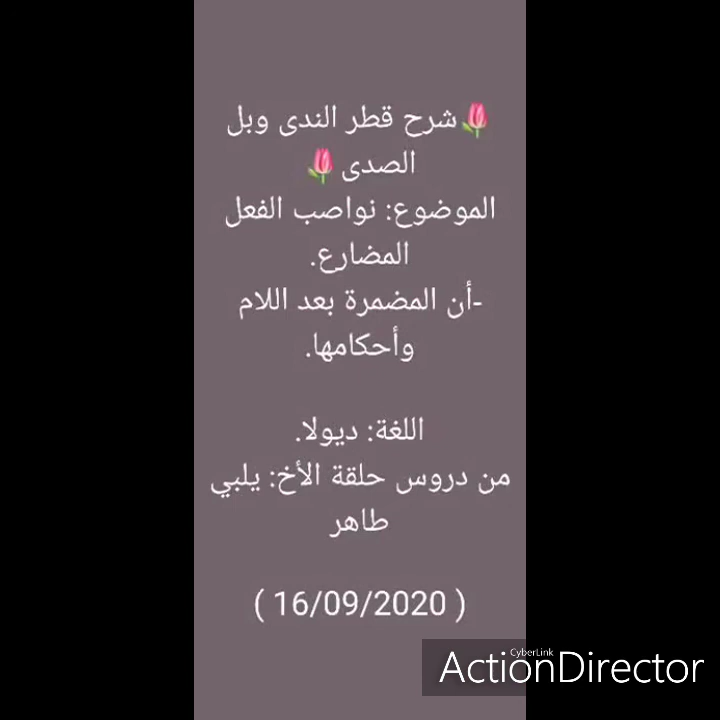 🌷شرح قطر الندى وبل
الصدى🌷
الموضوع: نواصب الفعل
المضارع.
-أن المضمرة بعد اللام
وأحكامها.
اللغة: ديولا.
من دروس حلقة الأخ: يلبي
طاهر
( 16/09/2020 )
CyberLink
ActionDirector